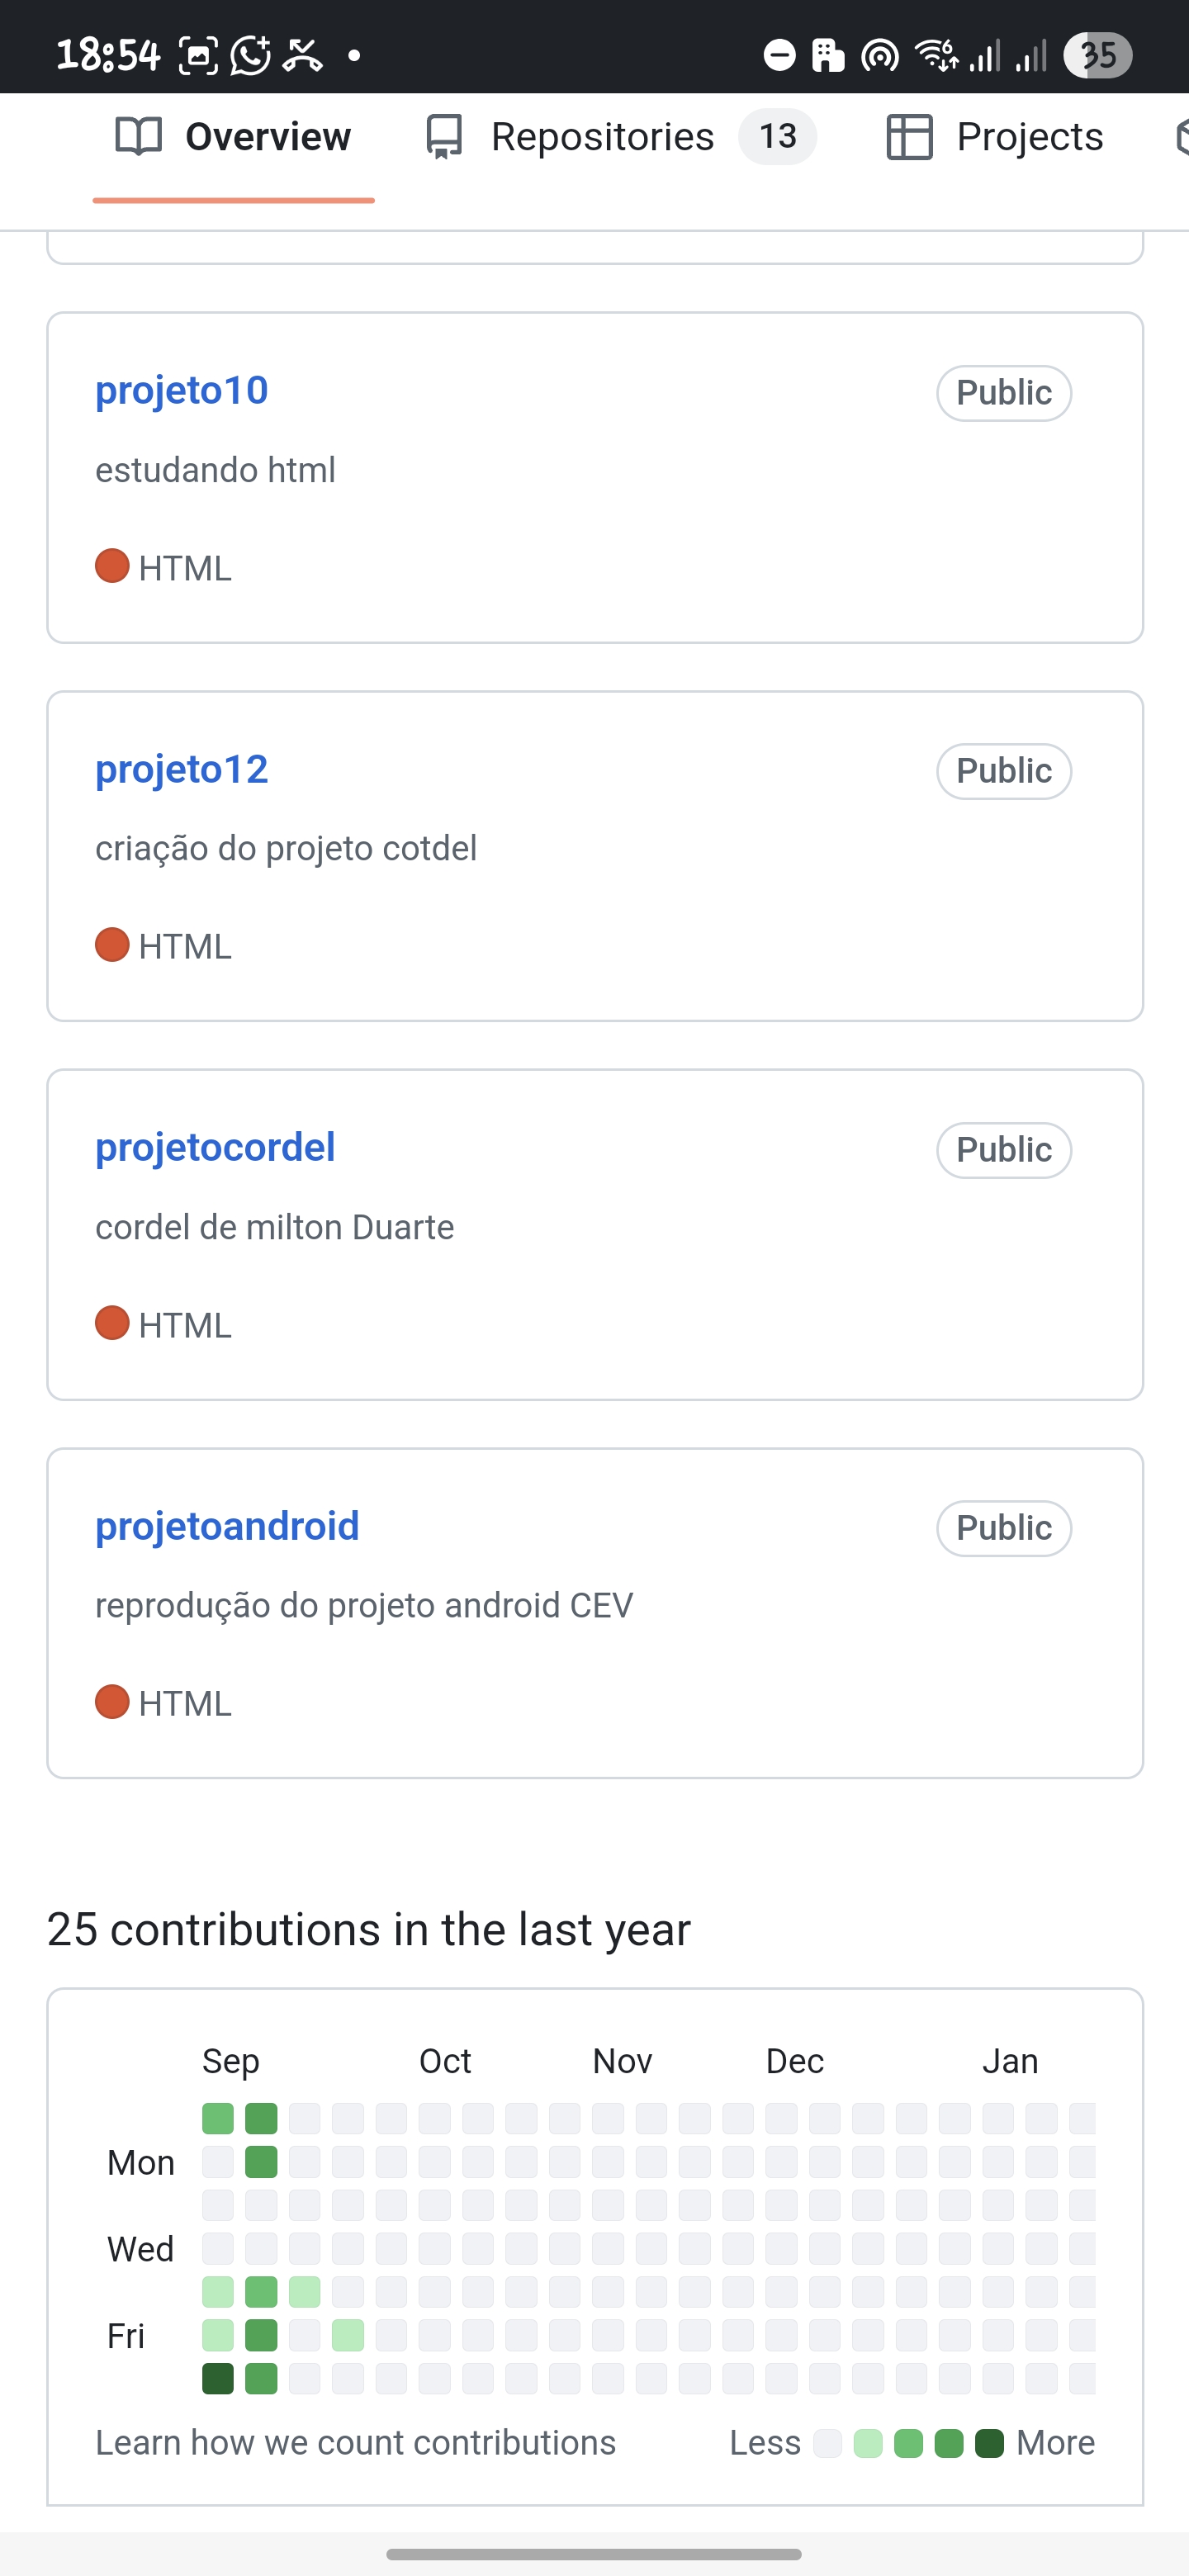 18:54
6
35
Overview
Repositories 13
Projects
projeto10
Public
estudando html
HTML
projeto12
Public
criação do projeto cotdel
HTML
projetocordel
Public
cordel de milton Duarte
HTML
projetoandroid
Public
reprodução do projeto android CEV
HTML
25 contributions in the last year
Sep Oct Nov Dec Jan
Mon
Wed
Fri
Learn how we count contributions
Less More